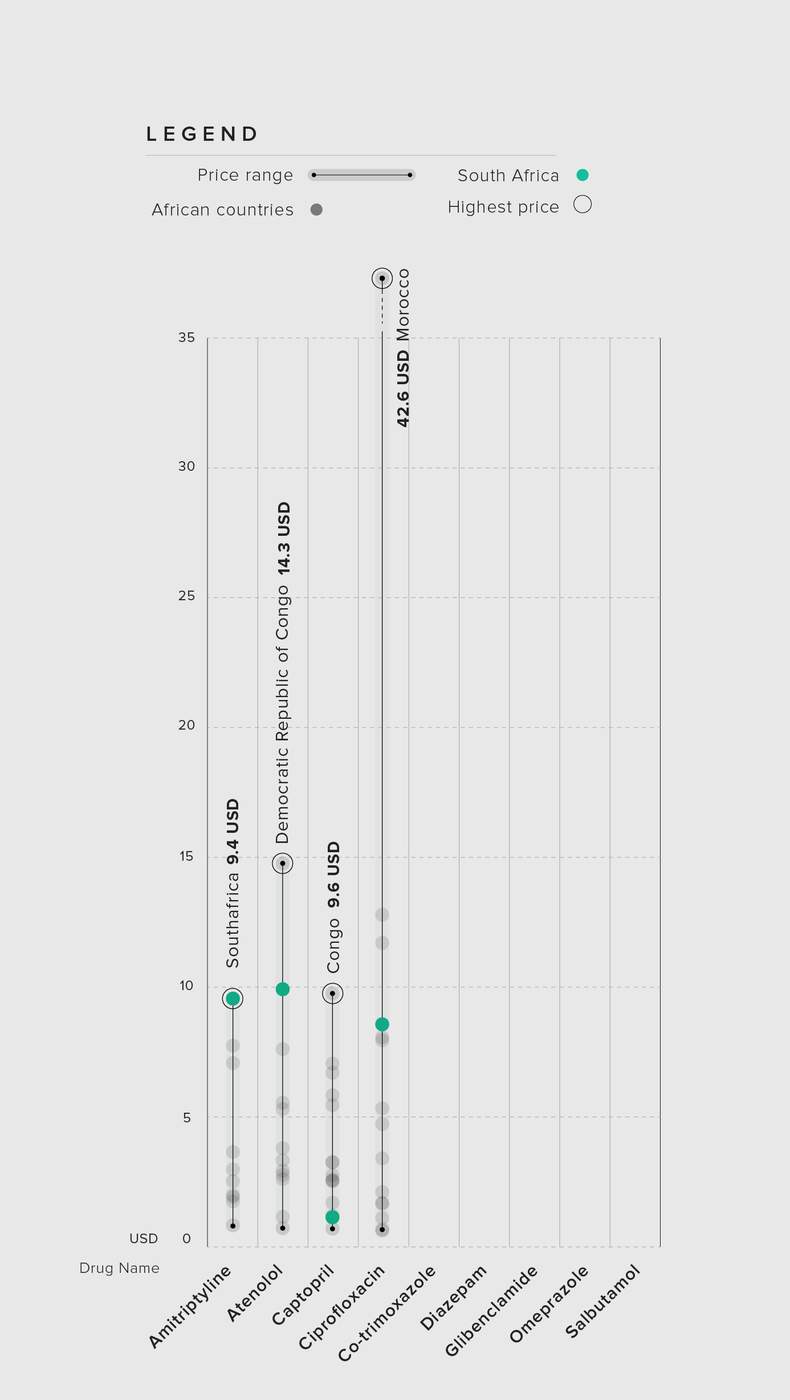 LEGEND
Price range
South Africa
African countries
Highest price
42.6 USD Morocco
35
30
Democratic Republic of Congo 14.3 USD
25
20
Southafrica 9.4 USD
Congo 9.6 USD
15
10
5
USD 0
Drug Name
Amitriptyline
Atenolol
Captopril
Ciprofloxacin
Co-trimoxazole
Diazepam
Glibenclamide
Omeprazole
Salbutamol